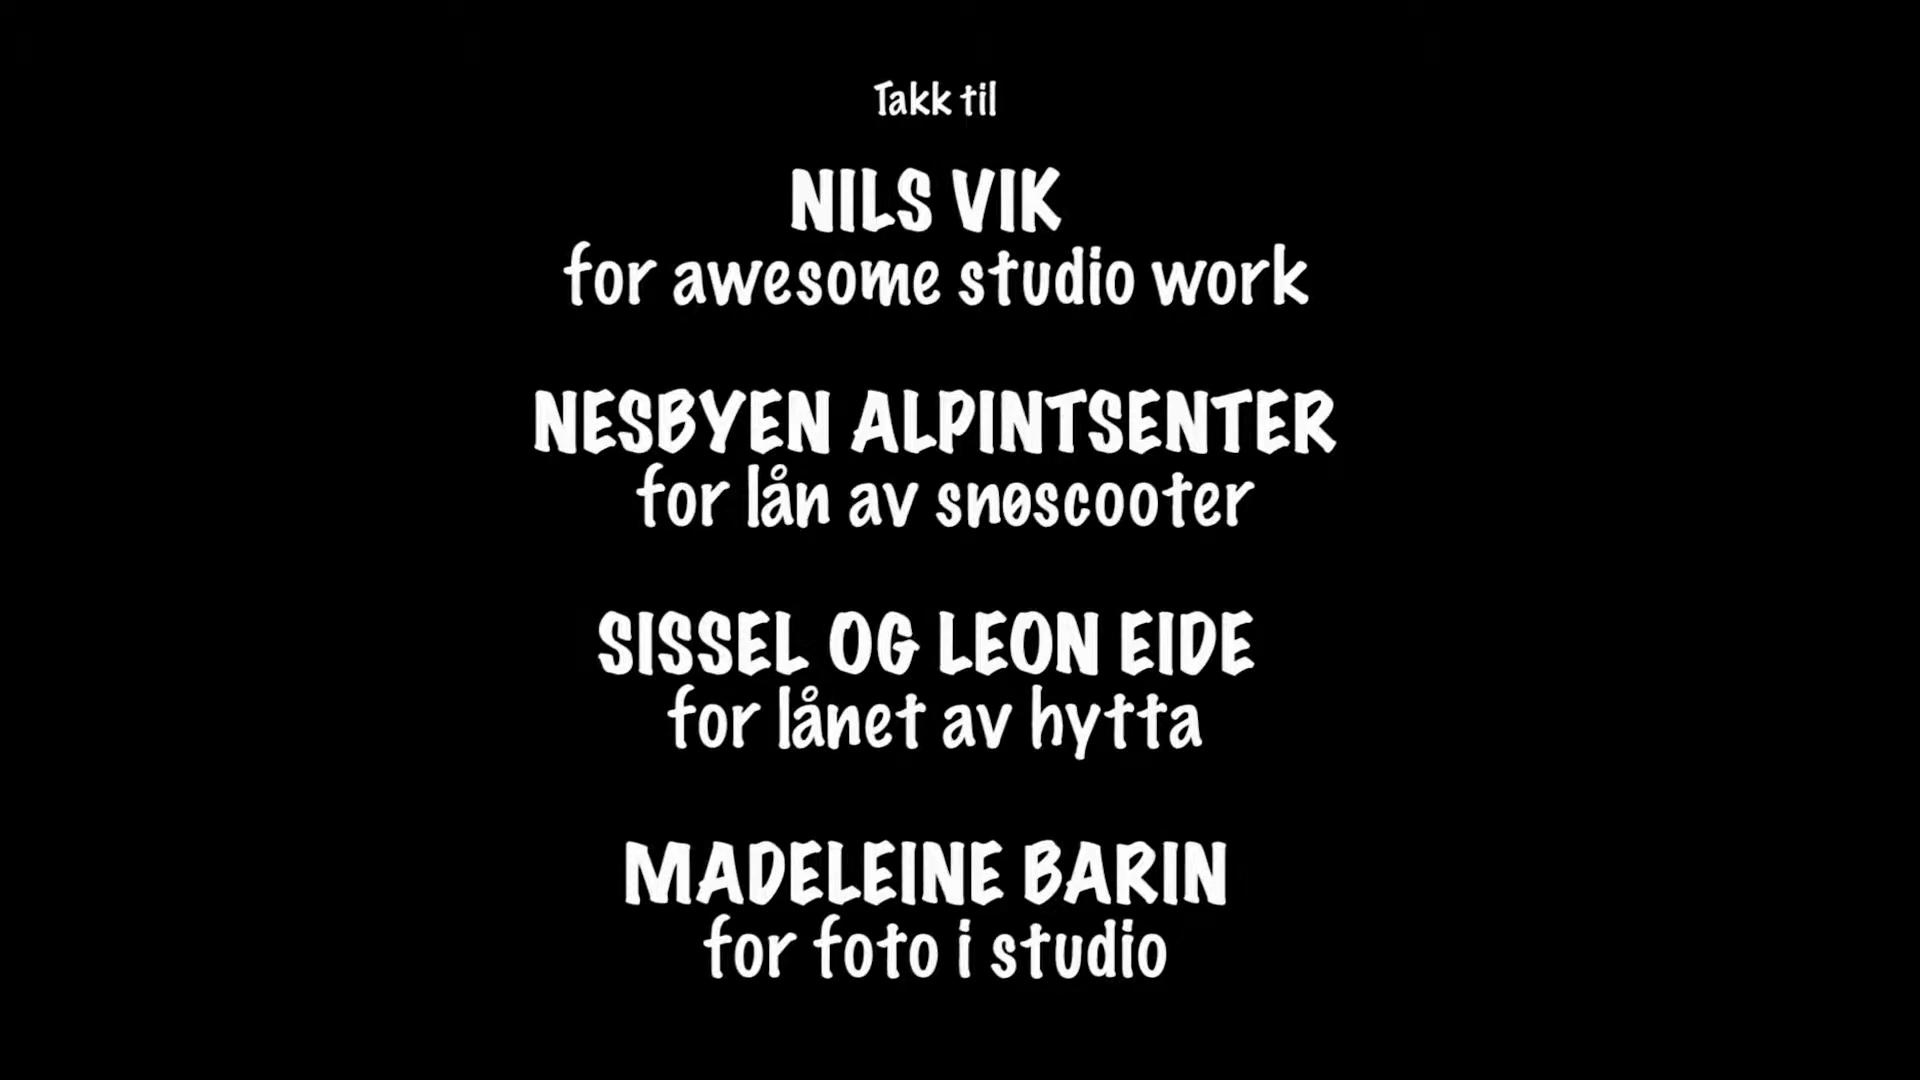 Takk til
NILS VIK
for awesome studio work
NESBYEN ALPINTSENTER
for lån av snøscooter
SISSEL OG LEON EIDE
for lånet av hytta
MADELEINE BARIN
for foto i studio